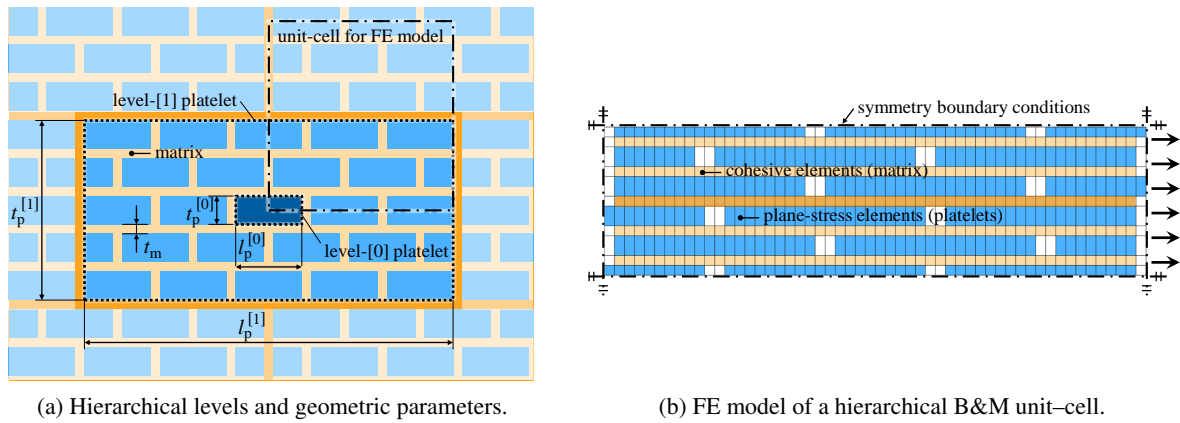 unit-cell for FE model
level-[1] platelet
matrix
t_p^[1]
t_p^[0]
t_m
l_p^[0]
level-[0] platelet
l_p^[1]
(a) Hierarchical levels and geometric parameters.
symmetry boundary conditions
cohesive elements (matrix)
plane-stress elements (platelets)
(b) FE model of a hierarchical B&M unit–cell.